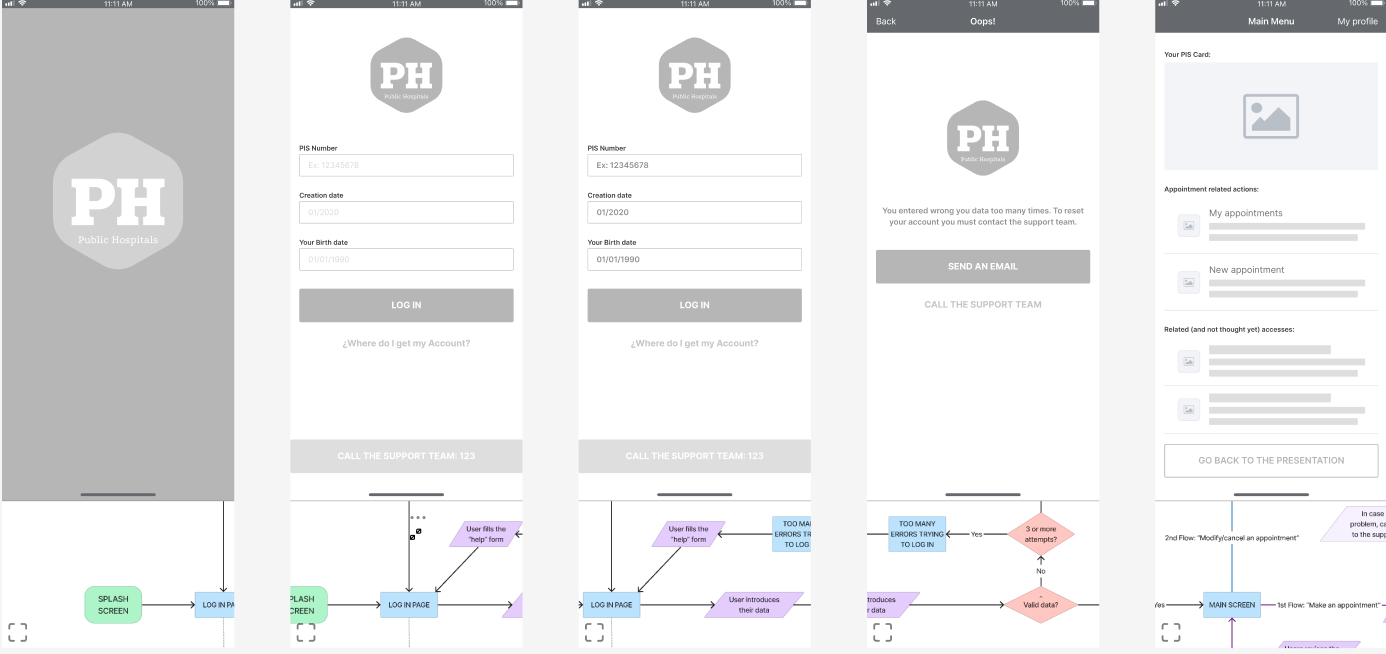 PH
Public Hospitals
SPLASH
SCREEN
LOG IN PA
11:11 AM
100%
PH
Public Hospitals
PIS Number
Ex: 12345678
Creation date
01/2020
Your Birth date
01/01/1990
LOG IN
¿Where do I get my Account?
CALL THE SUPPORT TEAM: 123
User fills the
"help" form
SPLASH
SCREEN
LOG IN PAGE
11:11 AM
100%
PH
Public Hospitals
PIS Number
Ex: 12345678
Creation date
01/2020
Your Birth date
01/01/1990
LOG IN
¿Where do I get my Account?
CALL THE SUPPORT TEAM: 123
User fills the
"help" form
TOO MA
ERRORS TR
TO LOG
LOG IN PAGE
User introduces
their data
11:11 AM
100%
Back
Oops!
PH
Public Hospitals
You entered wrong you data too many times. To reset
your account you must contact the support team.
SEND AN EMAIL
CALL THE SUPPORT TEAM
TOO MANY
ERRORS TRYING
TO LOG IN
Yes
3 or more
attempts?
No
troduces
r data
Valid data?
11:11 AM
100%
Main Menu
My profile
Your PIS Card:
Appointment related actions:
My appointments
New appointment
Related (and not thought yet) accesses:
GO BACK TO THE PRESENTATION
In case
problem, ca
to the supp
2nd Flow: "Modify/cancel an appointment"
Yes
MAIN SCREEN
1st Flow: "Make an appointment"
11:11 AM
100%